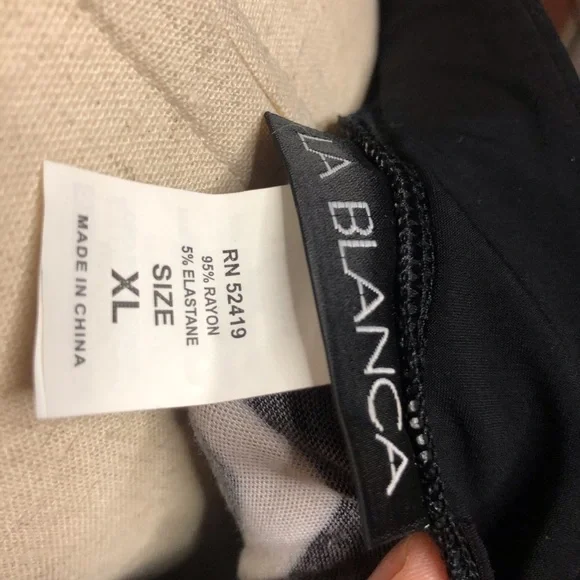 LA BLANCA
RN 52419
95% RAYON
5% ELASTANE
SIZE
XL
MADE IN CHINA